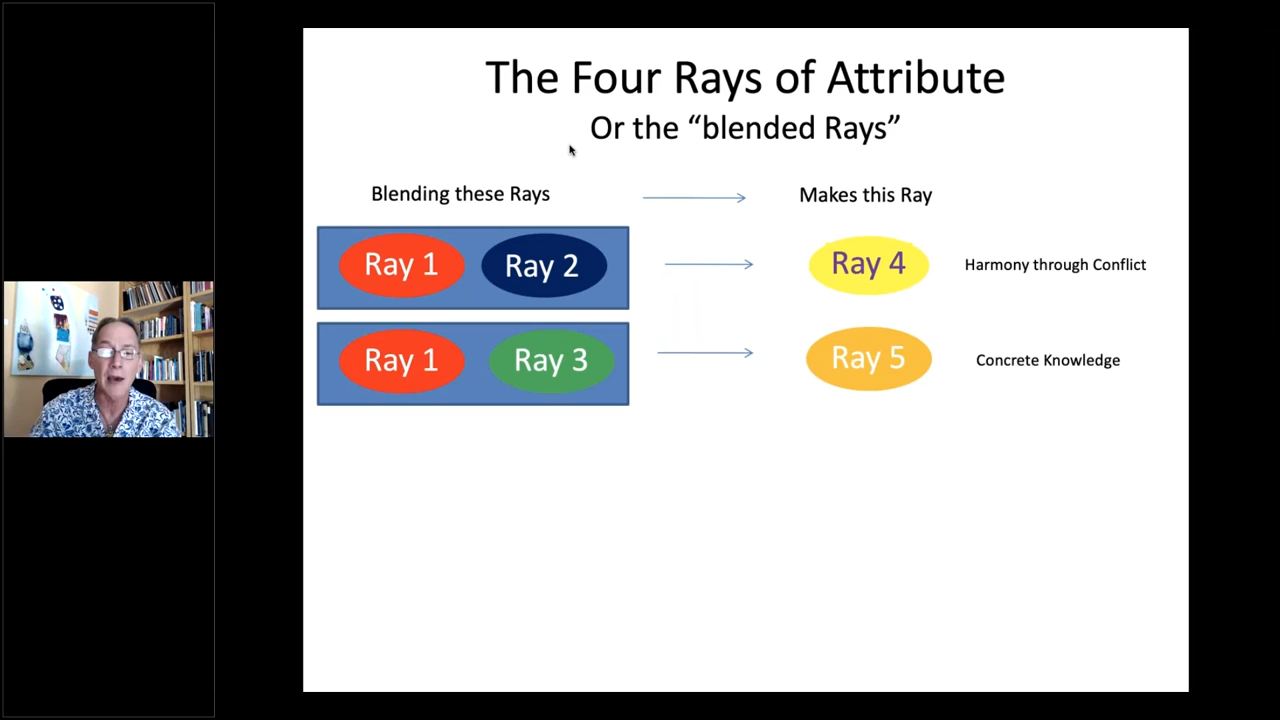 The Four Rays of Attribute
Or the “blended Rays”
Blending these Rays
Makes this Ray
Ray 1
Ray 2
Ray 4
Harmony through Conflict
Ray 1
Ray 3
Ray 5
Concrete Knowledge